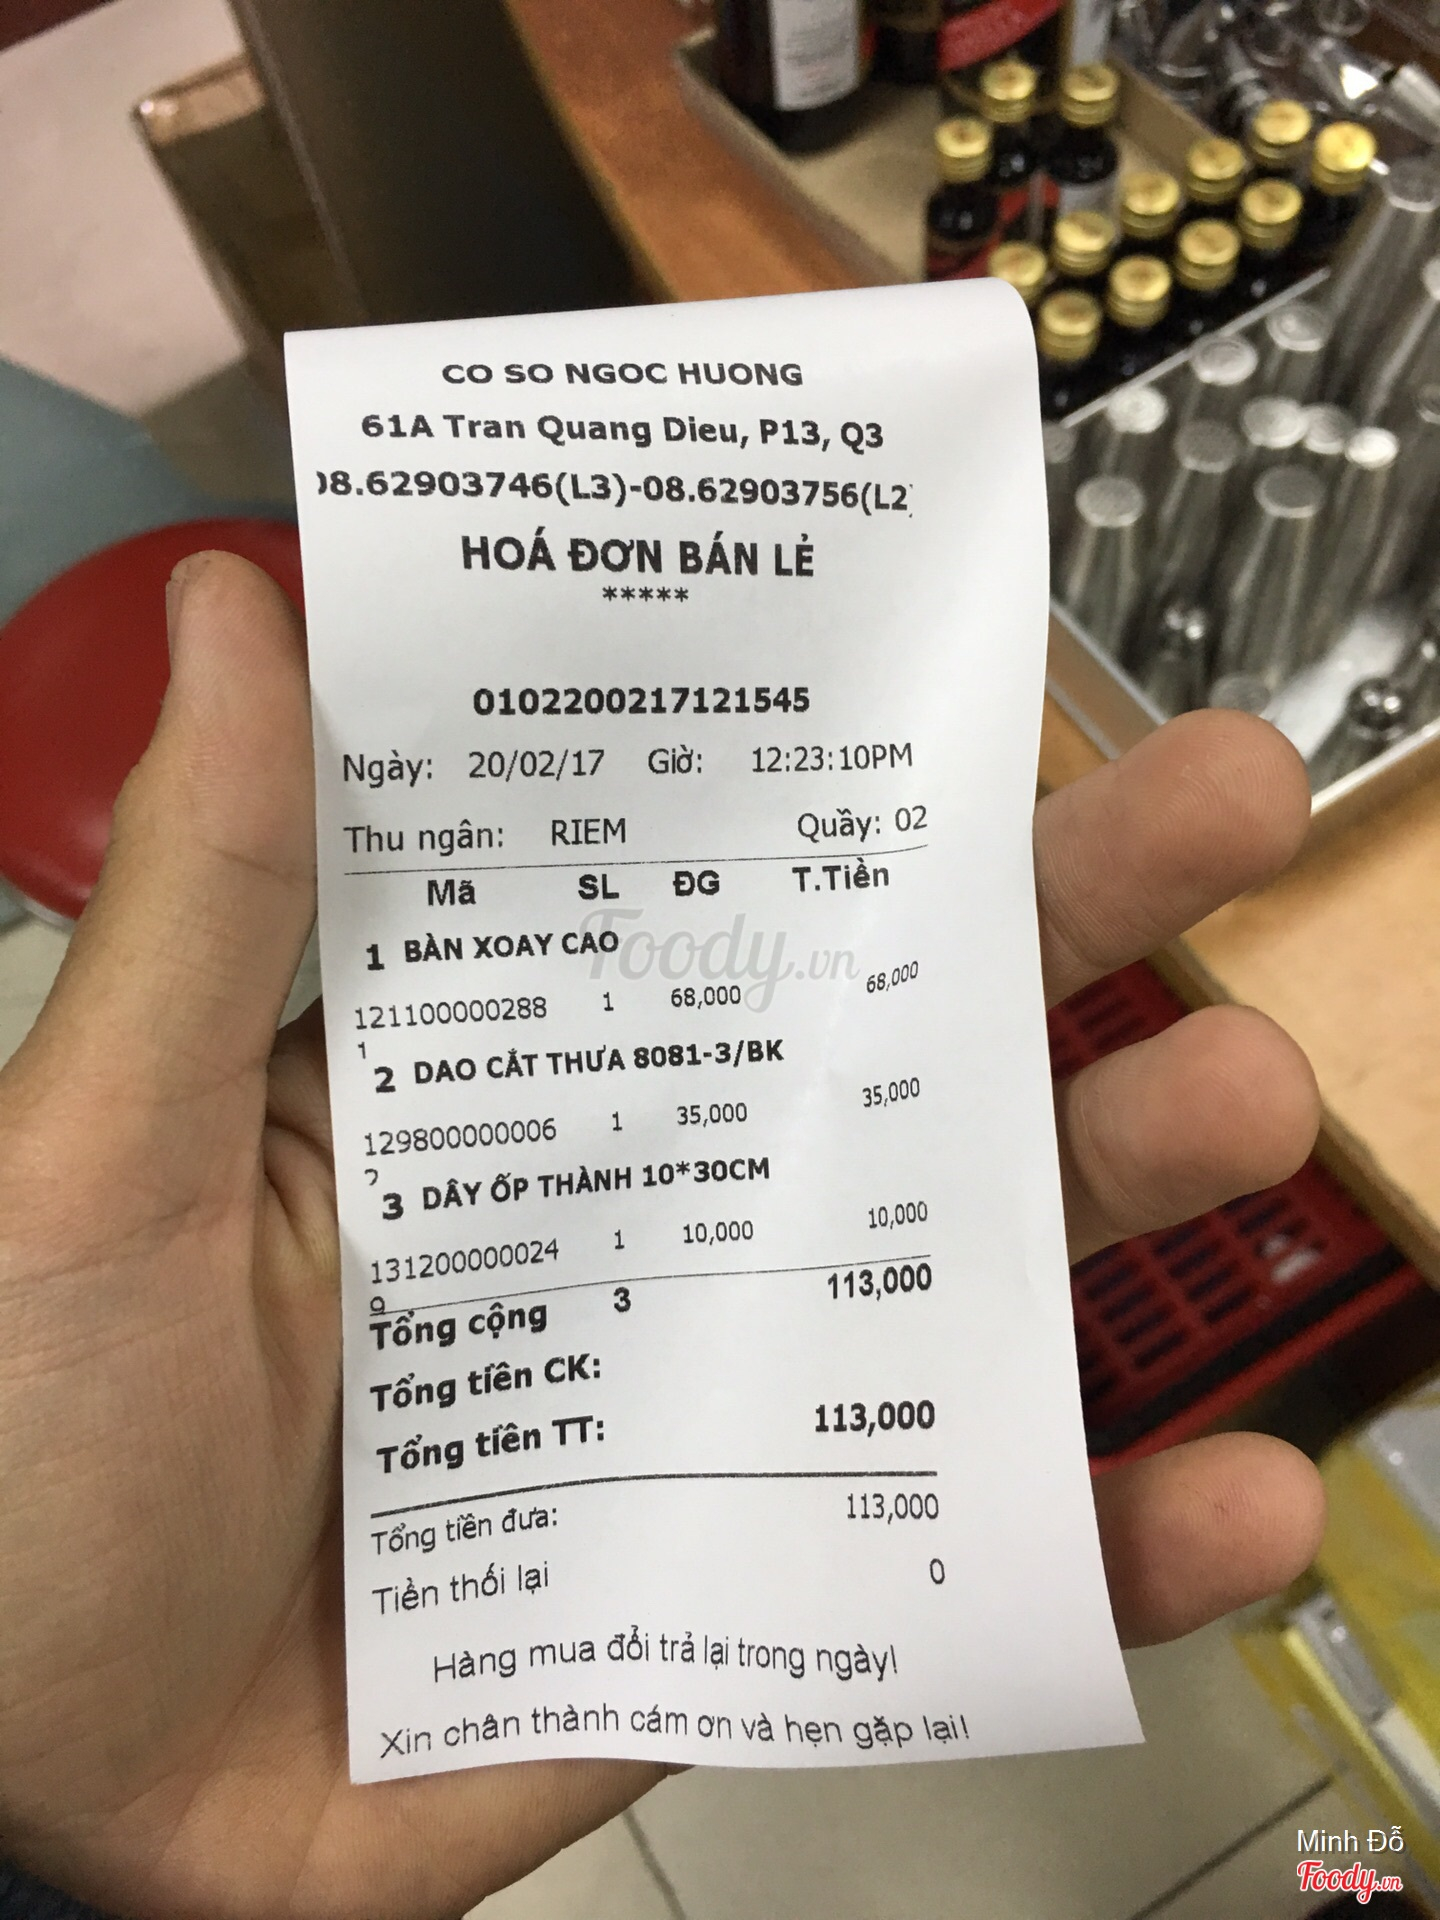 CO SO NGOC HUONG
61A Tran Quang Dieu, P13, Q3
)8.62903746(L3)-08.62903756(L2)
HOÁ ĐƠN BÁN LẺ
*****
0102200217121545
Ngày: 20/02/17 Giờ: 12:23:10PM
Thu ngân: RIEM Quầy: 02
Mã SL ĐG T.Tiền
1 BÀN XOAY CAO
121100000288 1 68,000 68,000
1
2 DAO CẮT THƯA 8081-3/BK
129800000006 1 35,000 35,000
2
3 DÂY ỐP THÀNH 10*30CM
131200000024 1 10,000 10,000
9
Tổng cộng 3 113,000
Tổng tiền CK:
Tổng tiền TT: 113,000
Tổng tiền đưa: 113,000
Tiền thối lại 0
Hàng mua đổi trả lại trong ngày!
Xin chân thành cám ơn và hẹn gặp lại!
Foody.vn
Minh Đỗ
Foody.vn